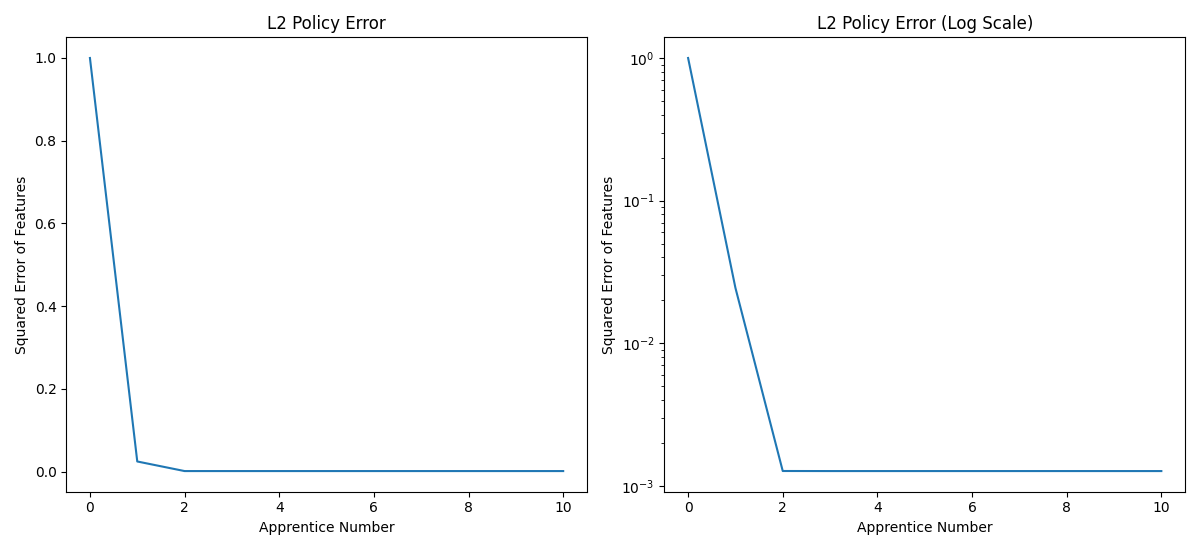 L2 Policy Error
Squared Error of Features
1.0
0.8
0.6
0.4
0.2
0.0
0 2 4 6 8 10
Apprentice Number
L2 Policy Error (Log Scale)
Squared Error of Features
10⁰
10⁻¹
10⁻²
10⁻³
0 2 4 6 8 10
Apprentice Number